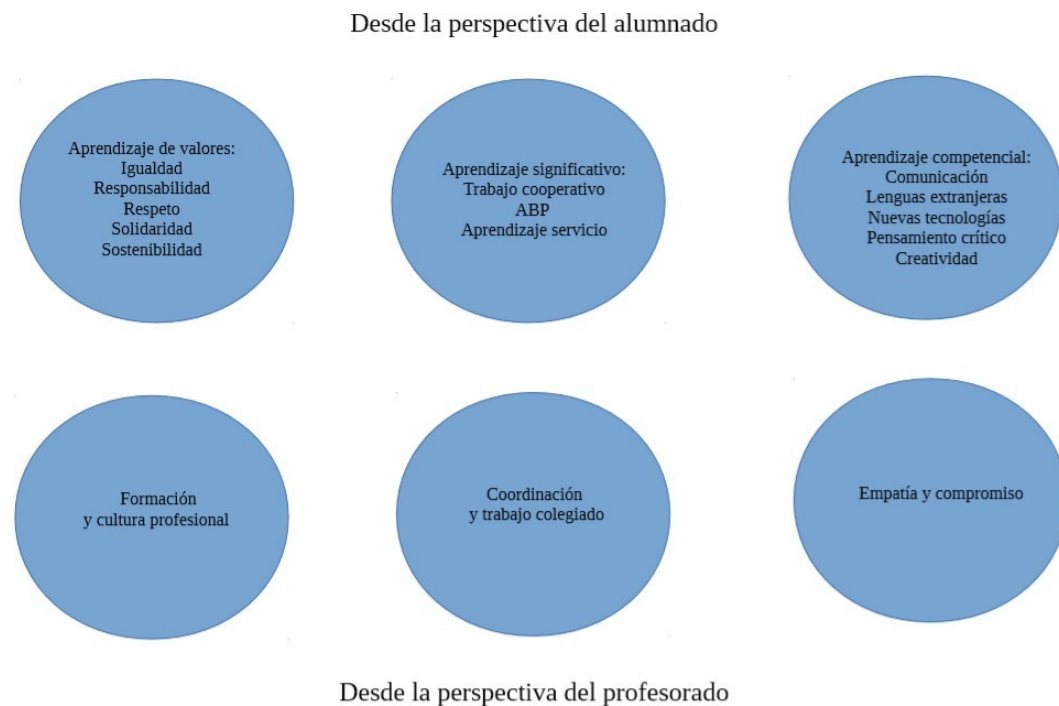 Desde la perspectiva del alumnado
Aprendizaje de valores:
Igualdad
Responsabilidad
Respeto
Solidaridad
Sostenibilidad
Aprendizaje significativo:
Trabajo cooperativo
ABP
Aprendizaje servicio
Aprendizaje competencial:
Comunicación
Lenguas extranjeras
Nuevas tecnologías
Pensamiento crítico
Creatividad
Formación
y cultura profesional
Coordinación
y trabajo colegiado
Empatía y compromiso
Desde la perspectiva del profesorado